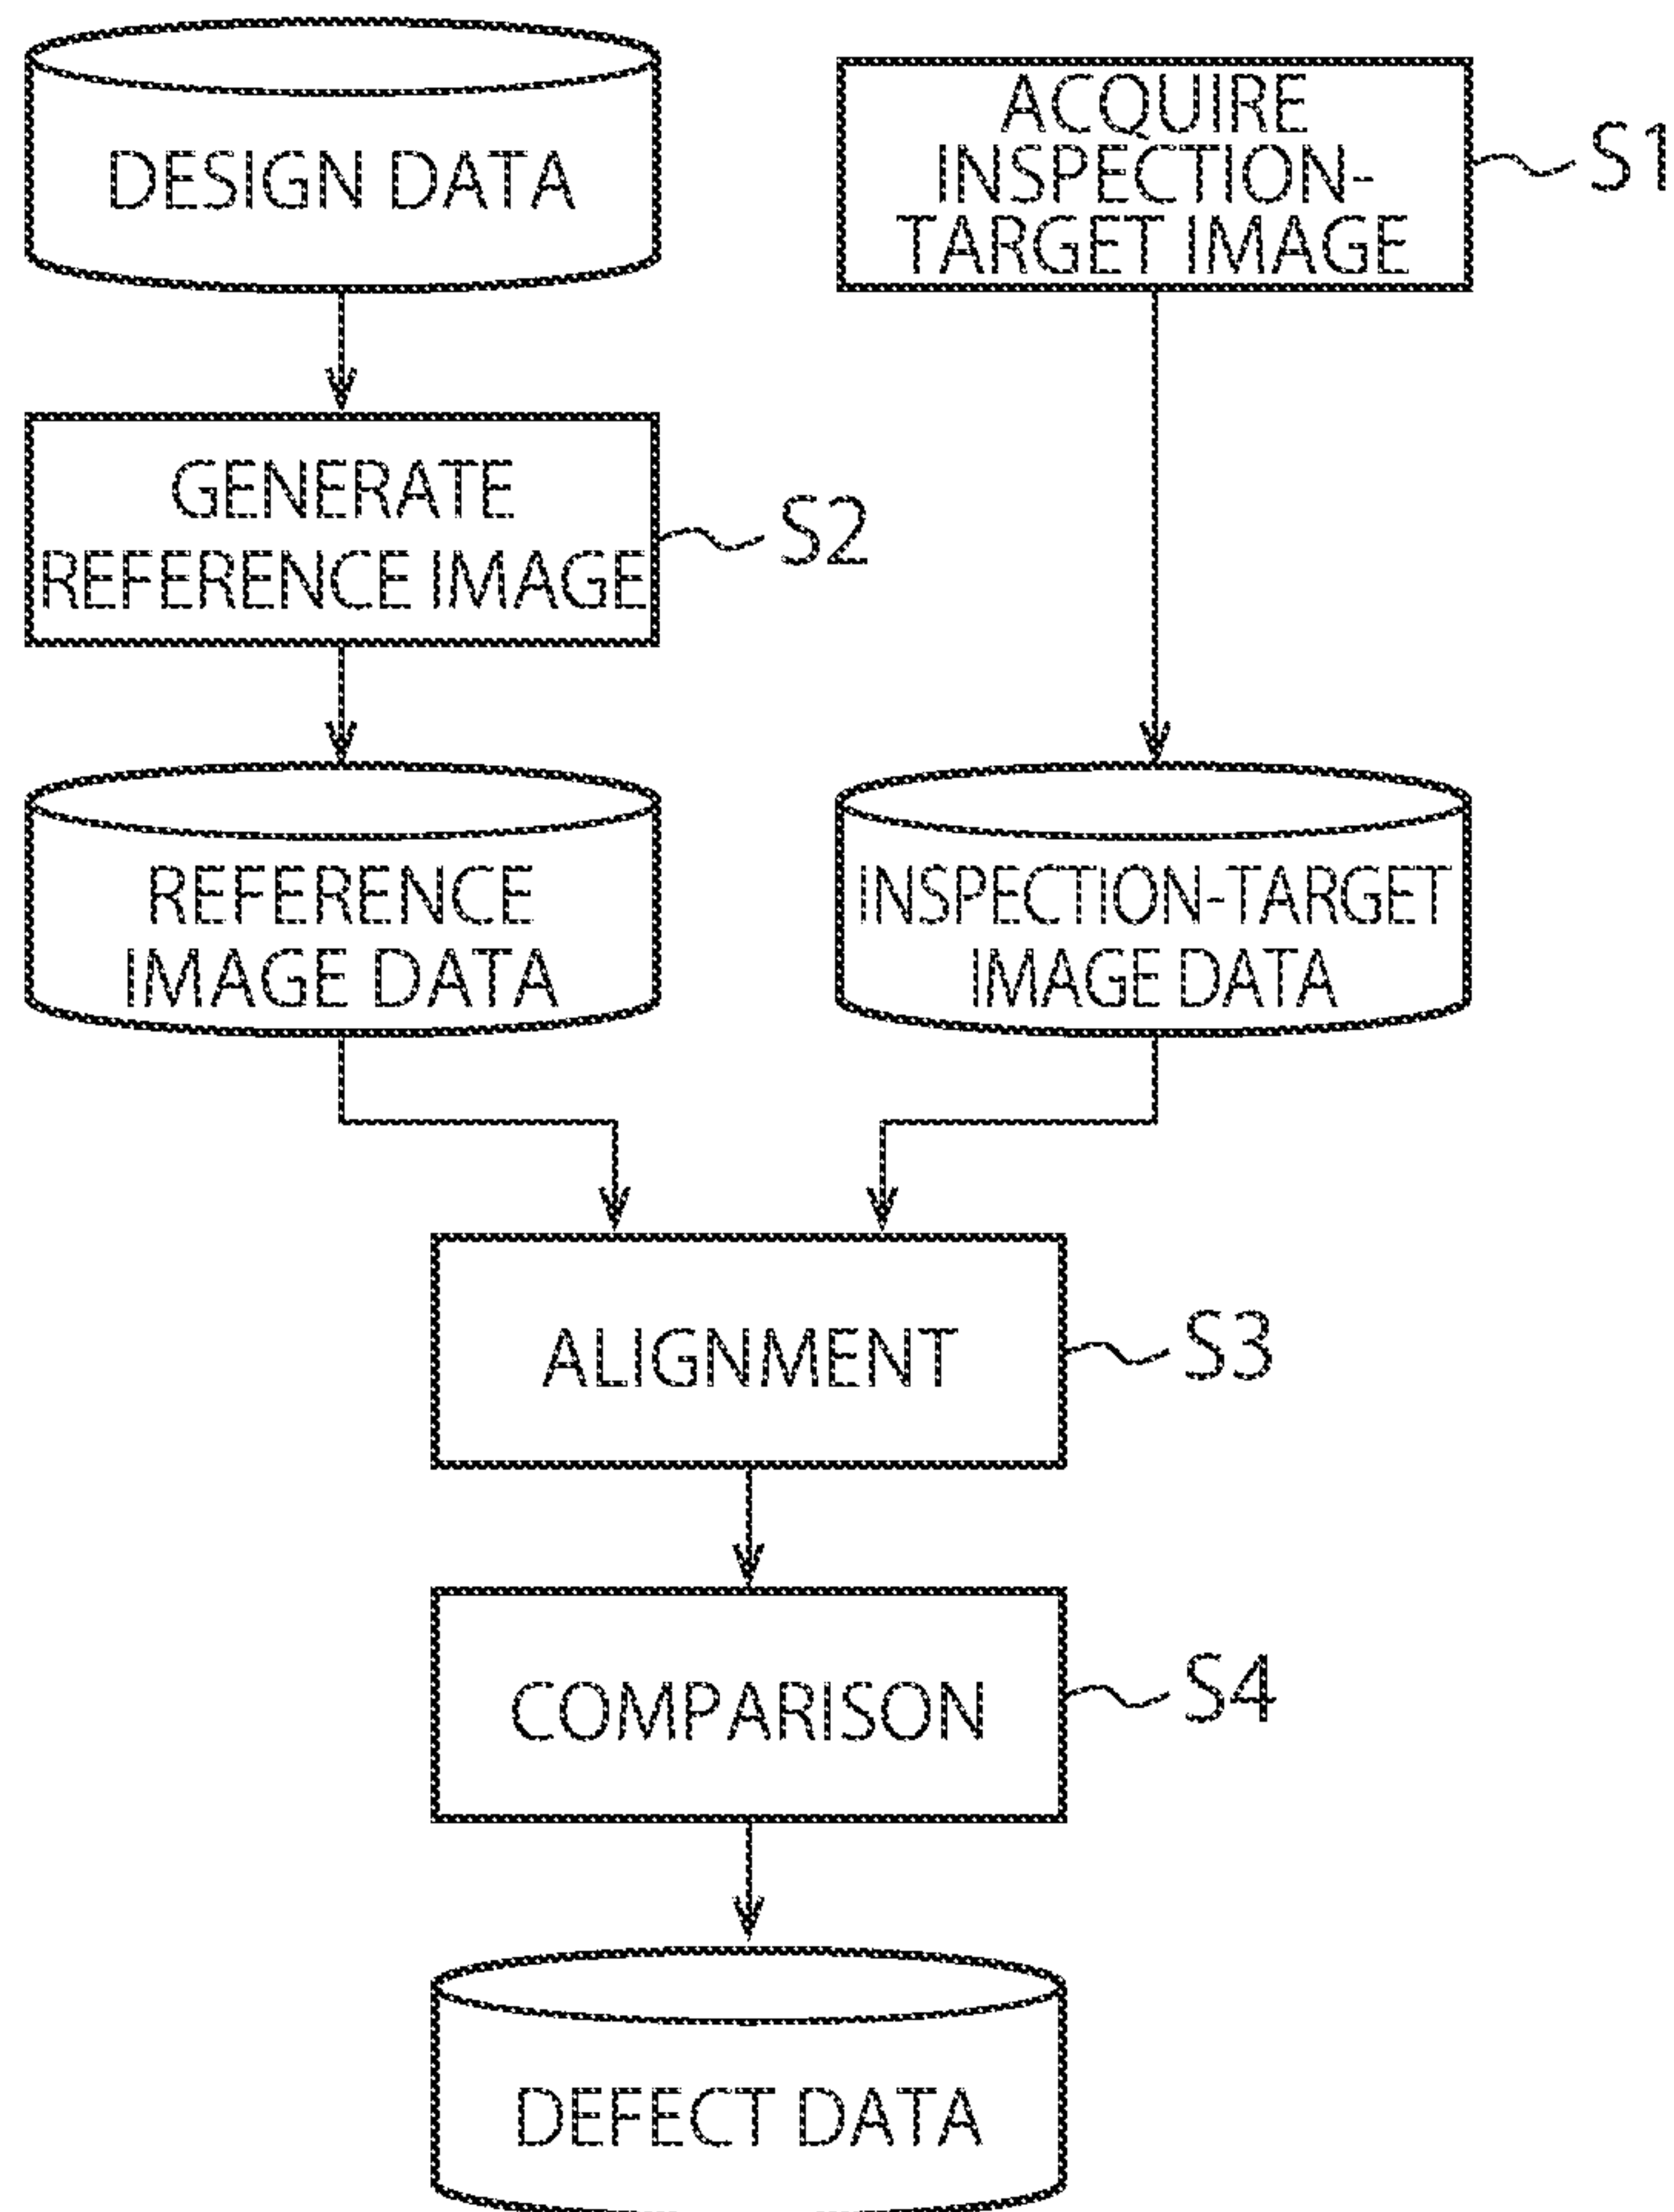 DESIGN DATA
ACQUIRE
INSPECTION-
TARGET IMAGE
S1
GENERATE
REFERENCE IMAGE
S2
REFERENCE
IMAGE DATA
INSPECTION-TARGET
IMAGE DATA
ALIGNMENT
S3
COMPARISON
S4
DEFECT DATA